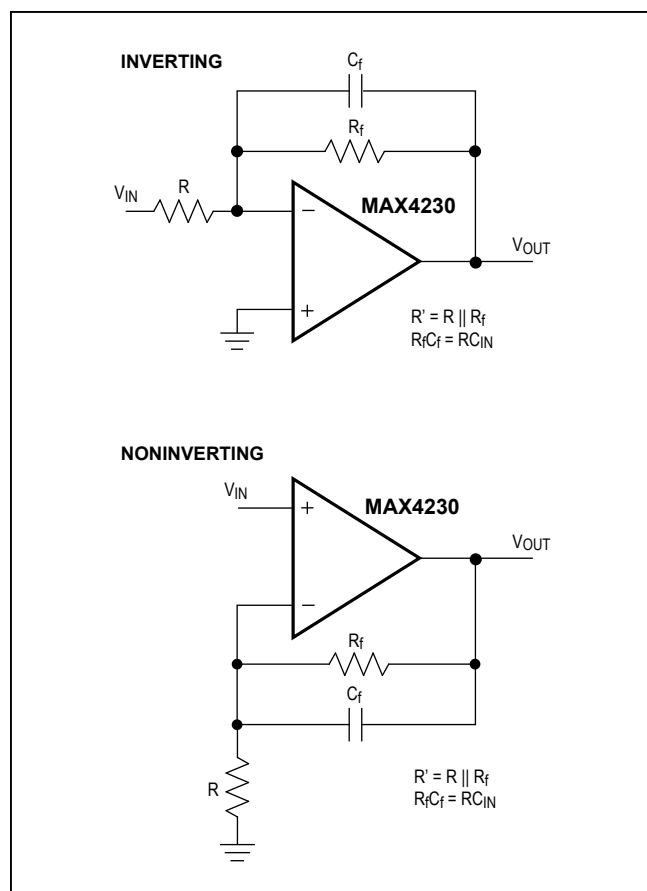 INVERTING
Cf
Rf
VIN
R
−
MAX4230
+
VOUT
R' = R || Rf
RfCf = RCIN
NONINVERTING
VIN
+
MAX4230
VOUT
−
Rf
Cf
R
R' = R || Rf
RfCf = RCIN